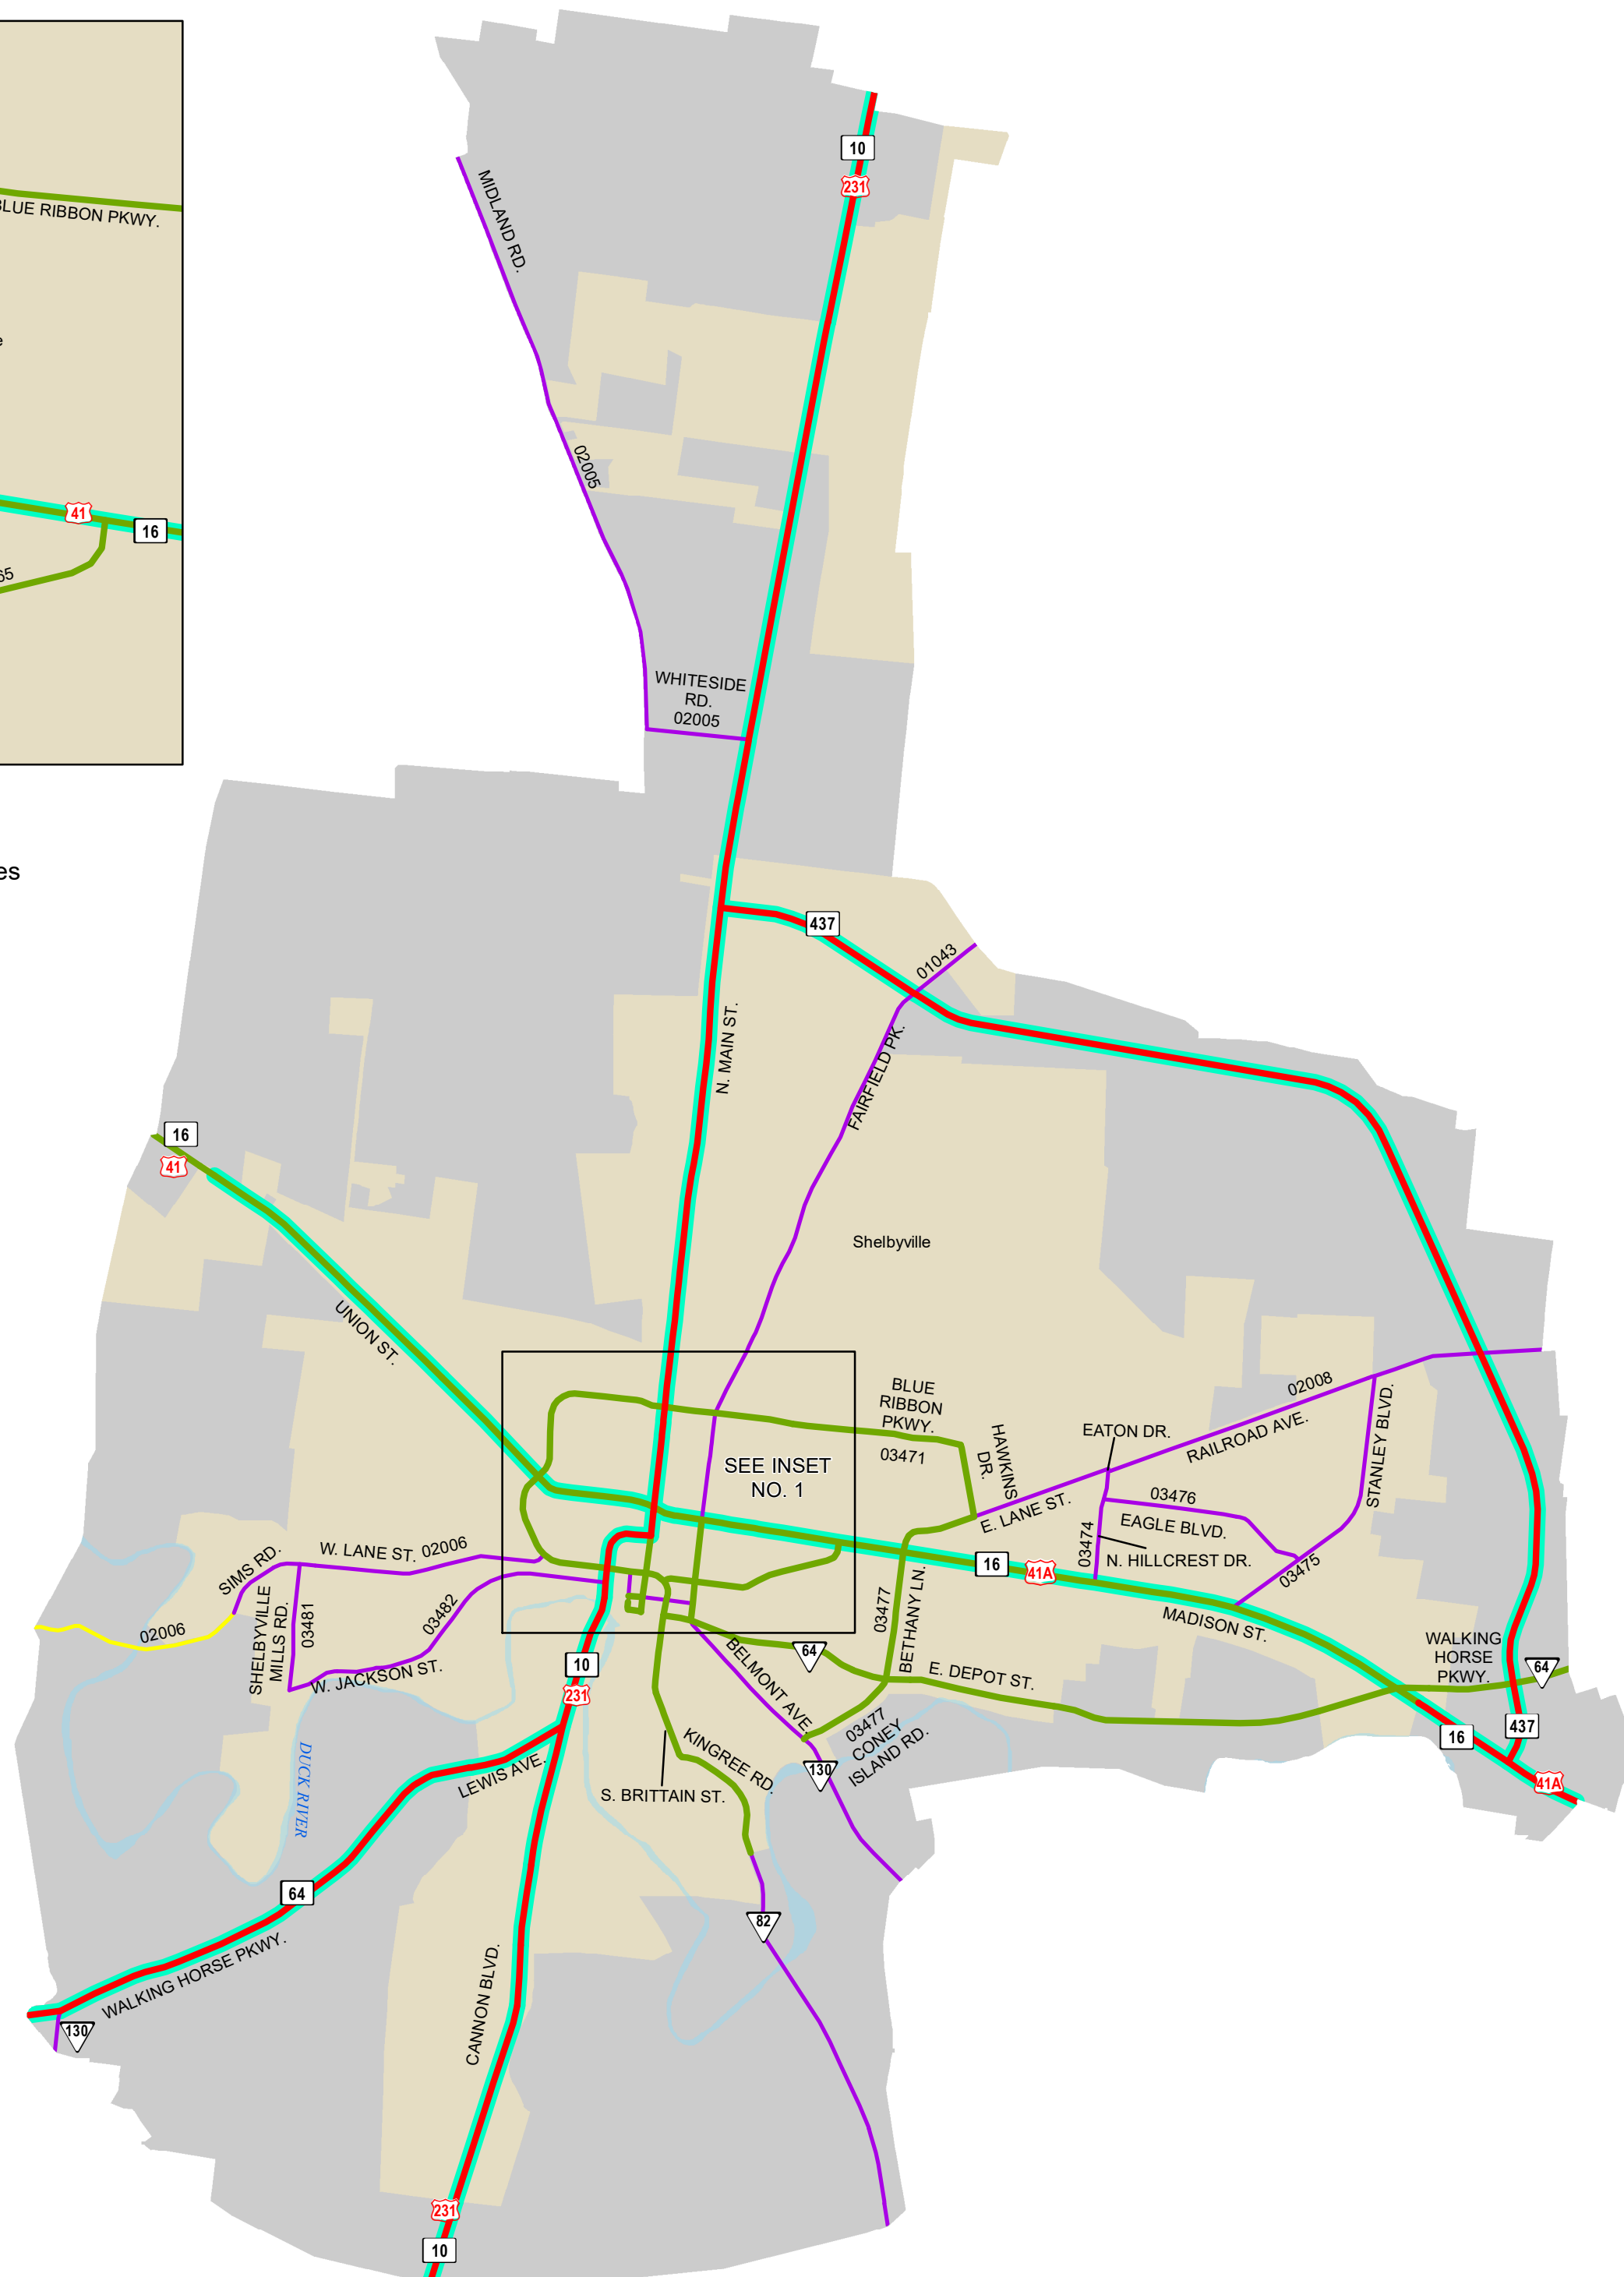 10
231
MIDLAND RD.
BLUE RIBBON PKWY.
e
02005
41
16
65
WHITESIDE
RD.
02005
es
437
01043
N. MAIN ST.
FAIRFIELD PK.
16
41
Shelbyville
UNION ST.
BLUE
RIBBON
PKWY.
03471
HAWKINS
DR.
EATON DR.
02008
RAILROAD AVE.
STANLEY BLVD.
SEE INSET
NO. 1
E. LANE ST.
03476
EAGLE BLVD.
03474
N. HILLCREST DR.
03475
W. LANE ST.
02006
SIMS RD.
16
41A
SHELBYVILLE
MILLS RD.
03481
03482
02006
03477
BETHANY LN.
MADISON ST.
WALKING
HORSE
PKWY.
64
W. JACKSON ST.
10
231
BELMONT AVE.
64
E. DEPOT ST.
437
16
03477
CONEY
ISLAND RD.
DUCK RIVER
LEWIS AVE.
KINGREE RD.
130
41A
S. BRITTAIN ST.
64
82
WALKING HORSE PKWY.
130
CANNON BLVD.
231
10